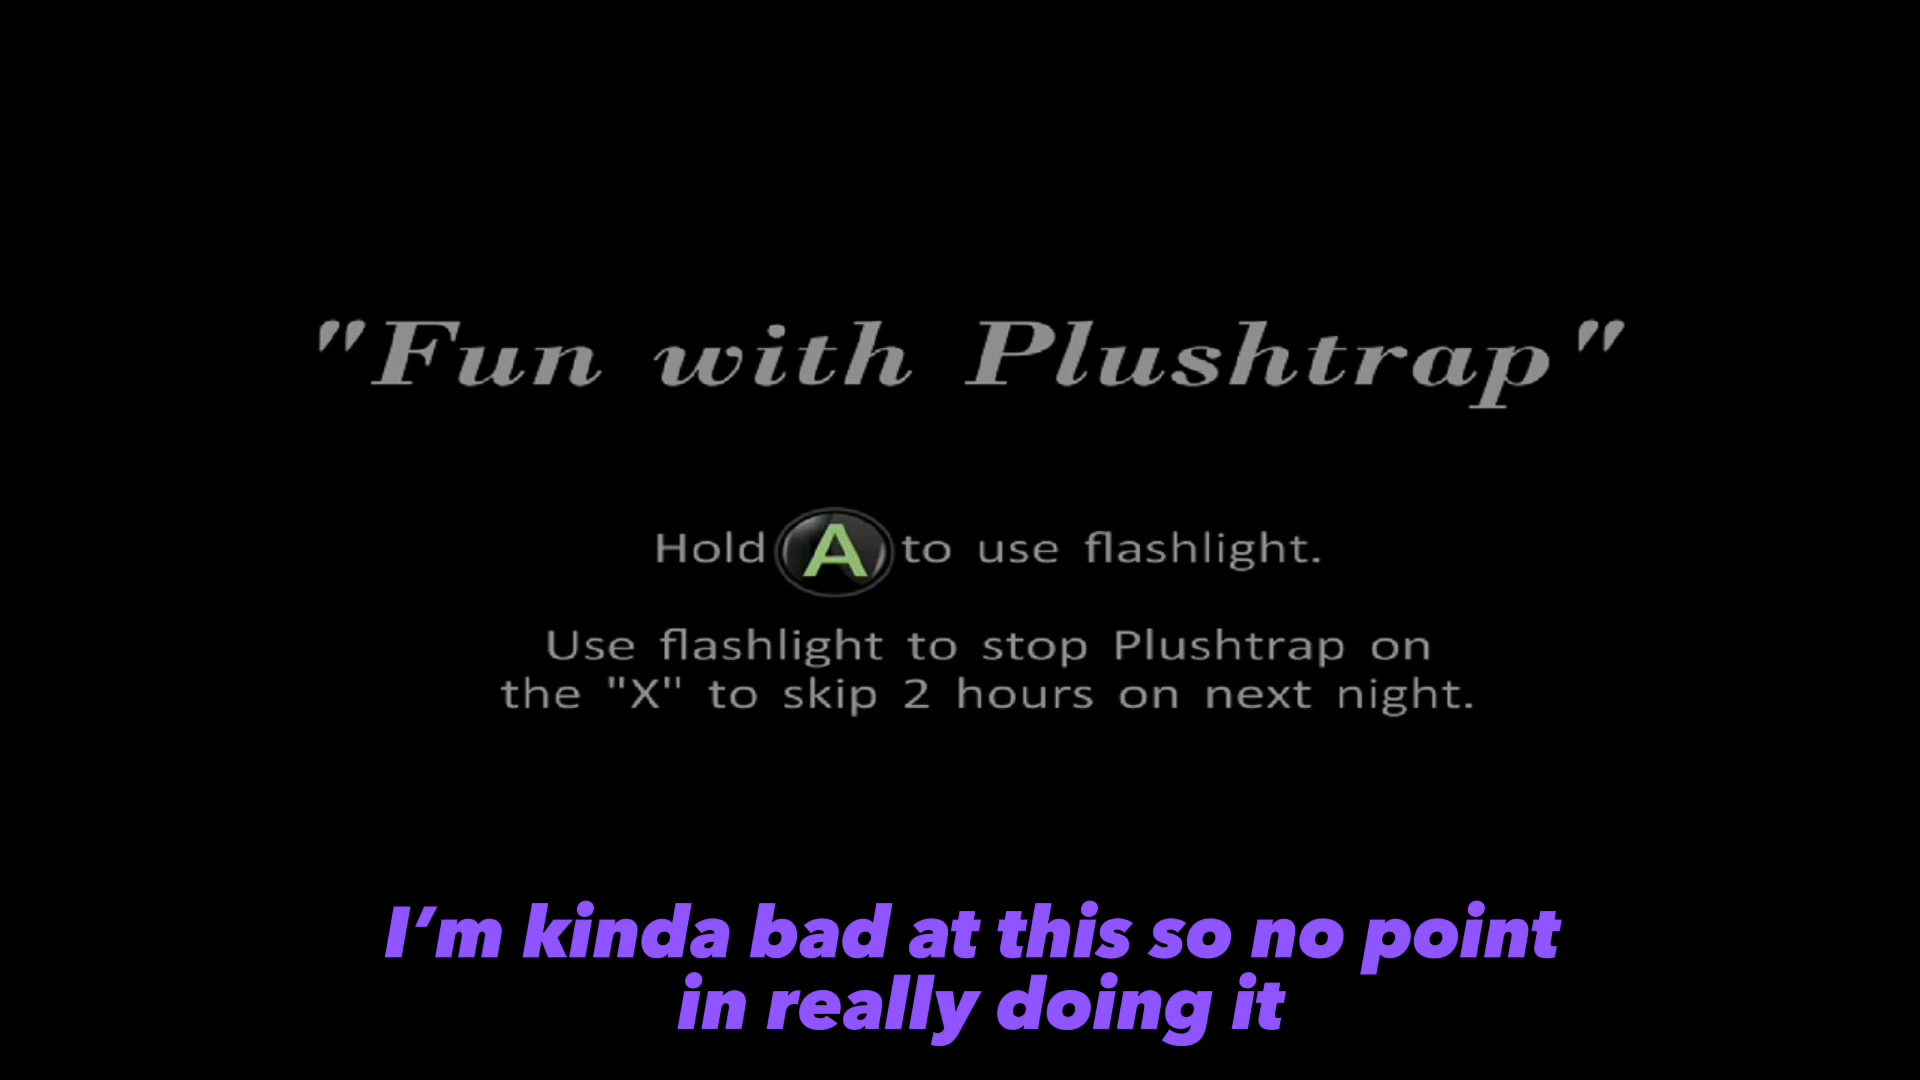 "Fun with Plushtrap"
Hold A to use flashlight.
Use flashlight to stop Plushtrap on
the "X" to skip 2 hours on next night.
I’m kinda bad at this so no point
in really doing it